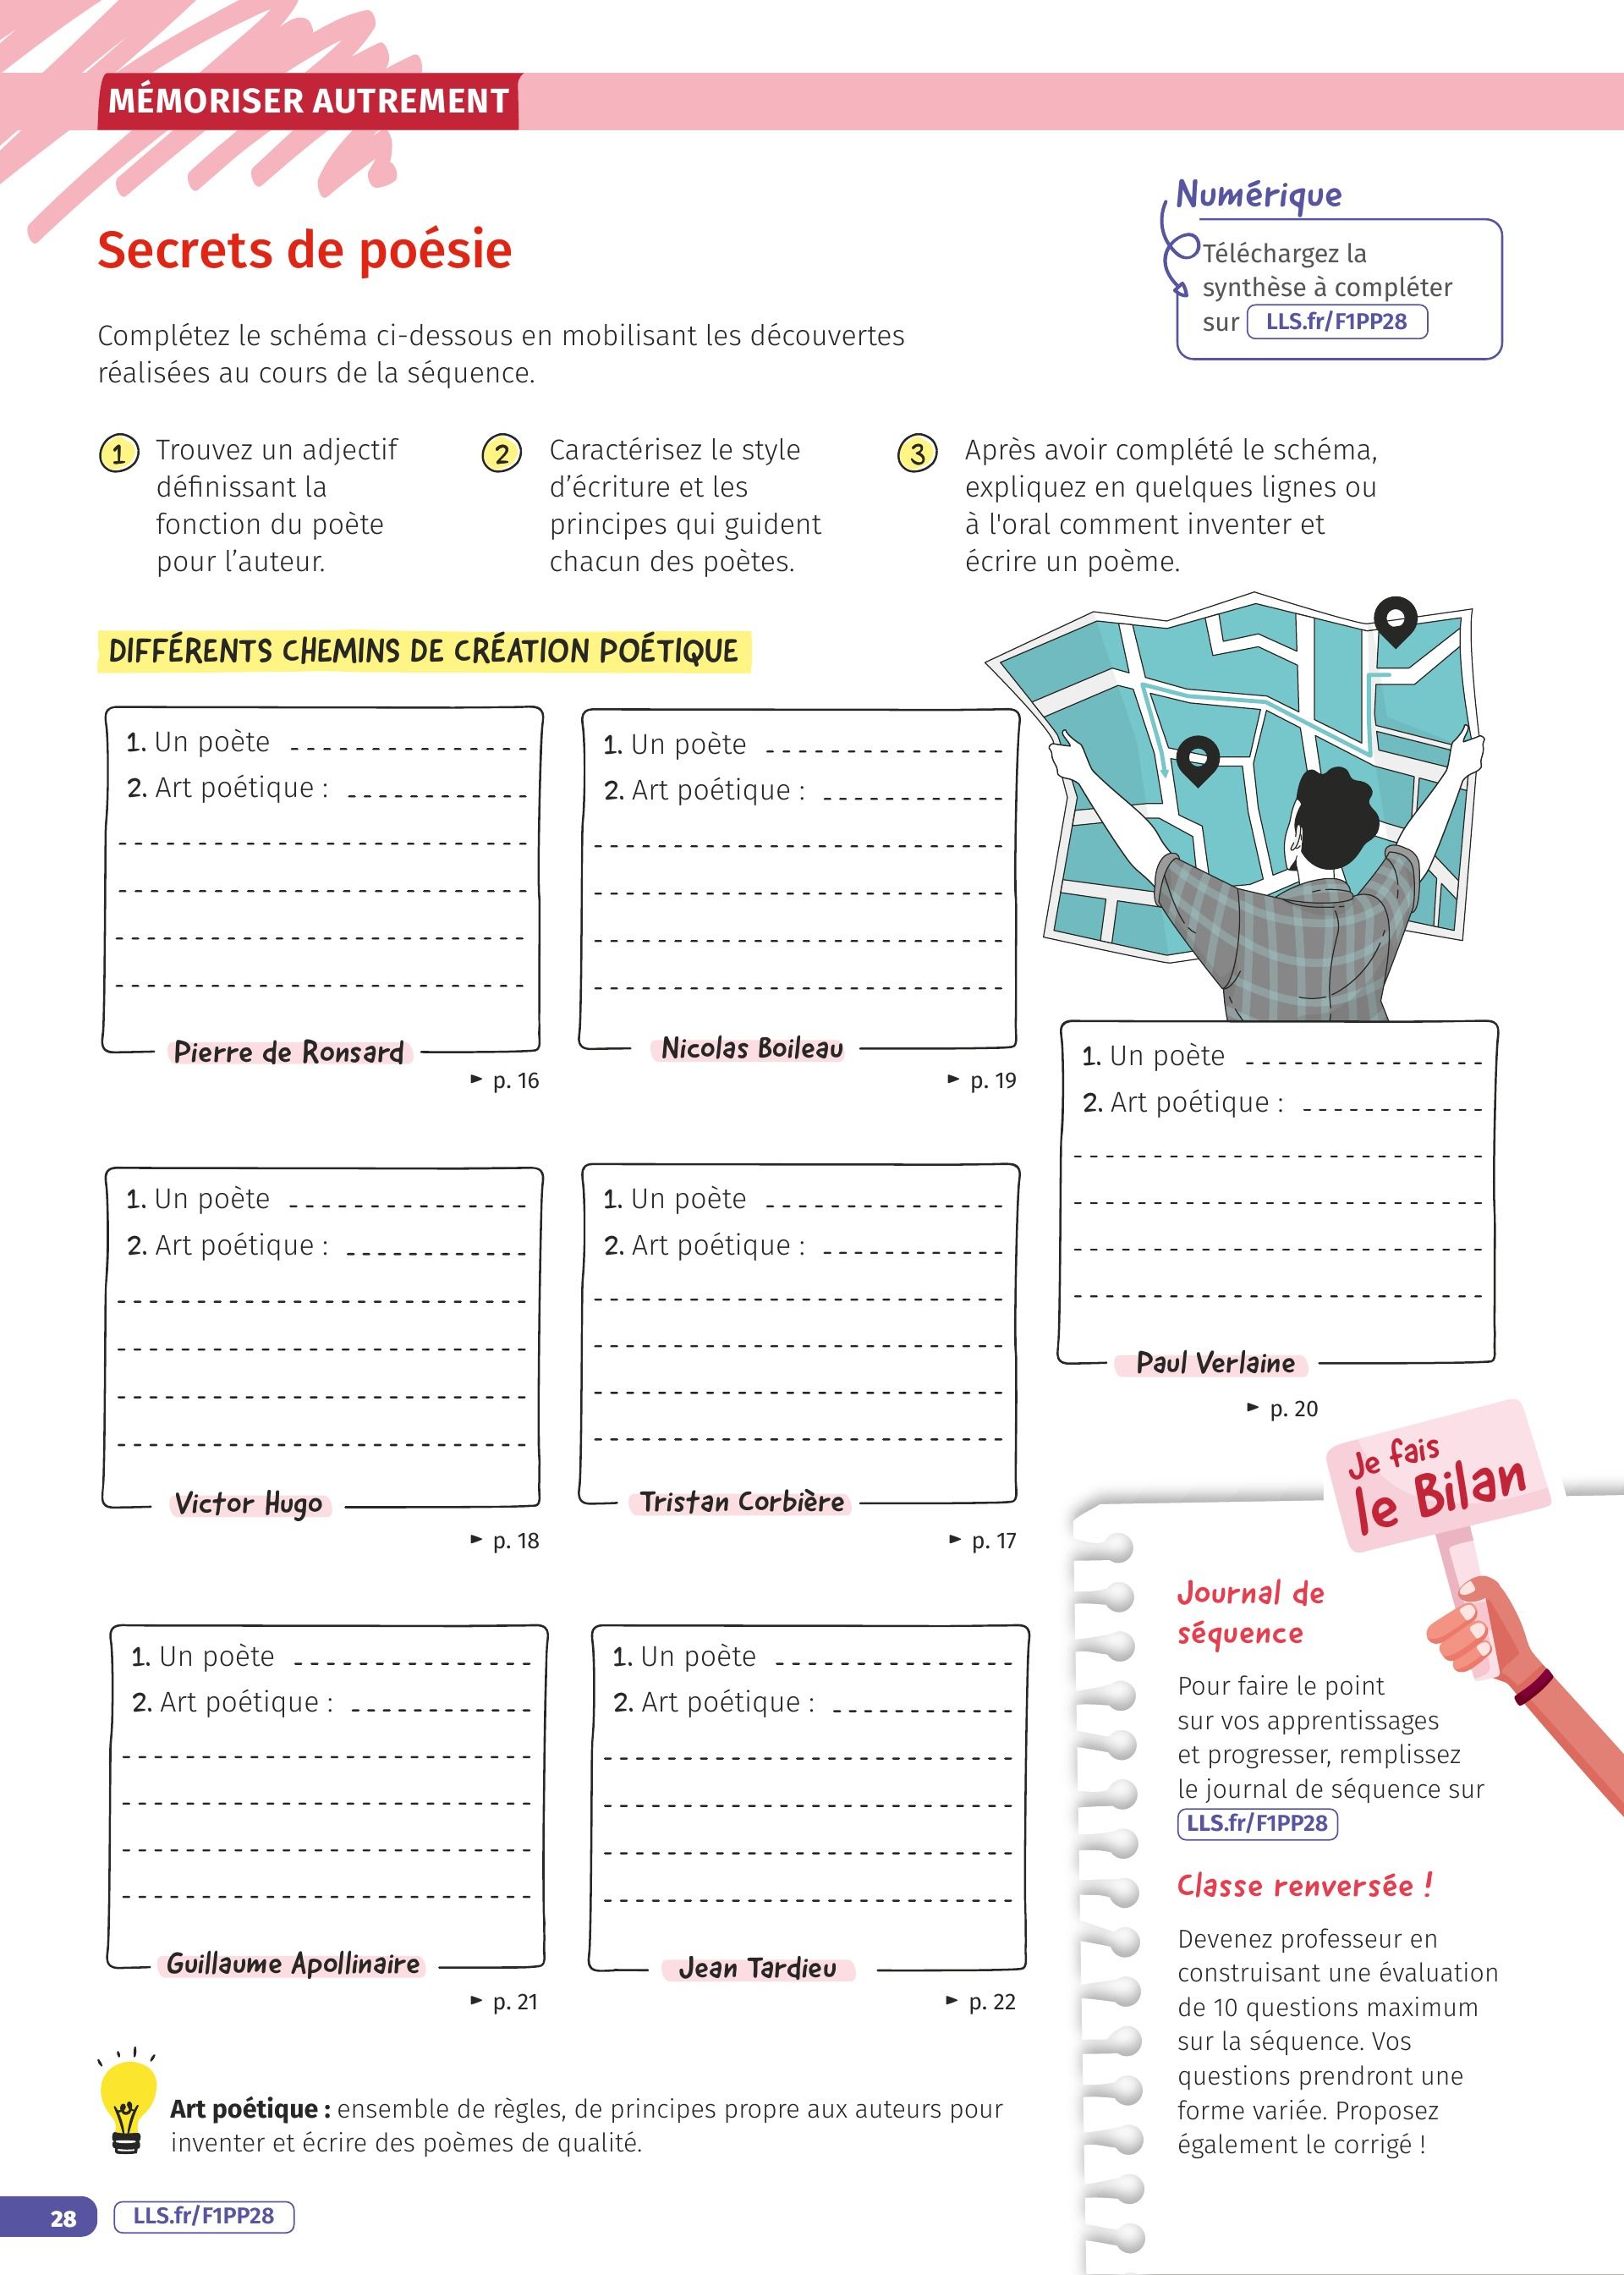 MÉMORISER AUTREMENT
Secrets de poésie
Complétez le schéma ci-dessous en mobilisant les découvertes
réalisées au cours de la séquence.
Numérique
Téléchargez la
synthèse à compléter
sur LLS.fr/F1PP28
1 Trouvez un adjectif
définissant la
fonction du poète
pour l’auteur.
2 Caractérisez le style
d’écriture et les
principes qui guident
chacun des poètes.
3 Après avoir complété le schéma,
expliquez en quelques lignes ou
à l'oral comment inventer et
écrire un poème.
DIFFÉRENTS CHEMINS DE CRÉATION POÉTIQUE
1. Un poète
2. Art poétique :
Pierre de Ronsard
► p. 16
1. Un poète
2. Art poétique :
Nicolas Boileau
► p. 19
1. Un poète
2. Art poétique :
Paul Verlaine
► p. 20
1. Un poète
2. Art poétique :
Victor Hugo
► p. 18
1. Un poète
2. Art poétique :
Tristan Corbière
► p. 17
1. Un poète
2. Art poétique :
Guillaume Apollinaire
► p. 21
1. Un poète
2. Art poétique :
Jean Tardieu
► p. 22
Je fais
le Bilan
Journal de
séquence
Pour faire le point
sur vos apprentissages
et progresser, remplissez
le journal de séquence sur
LLS.fr/F1PP28
Classe renversée !
Devenez professeur en
construisant une évaluation
de 10 questions maximum
sur la séquence. Vos
questions prendront une
forme variée. Proposez
également le corrigé !
Art poétique : ensemble de règles, de principes propre aux auteurs pour
inventer et écrire des poèmes de qualité.
28 LLS.fr/F1PP28